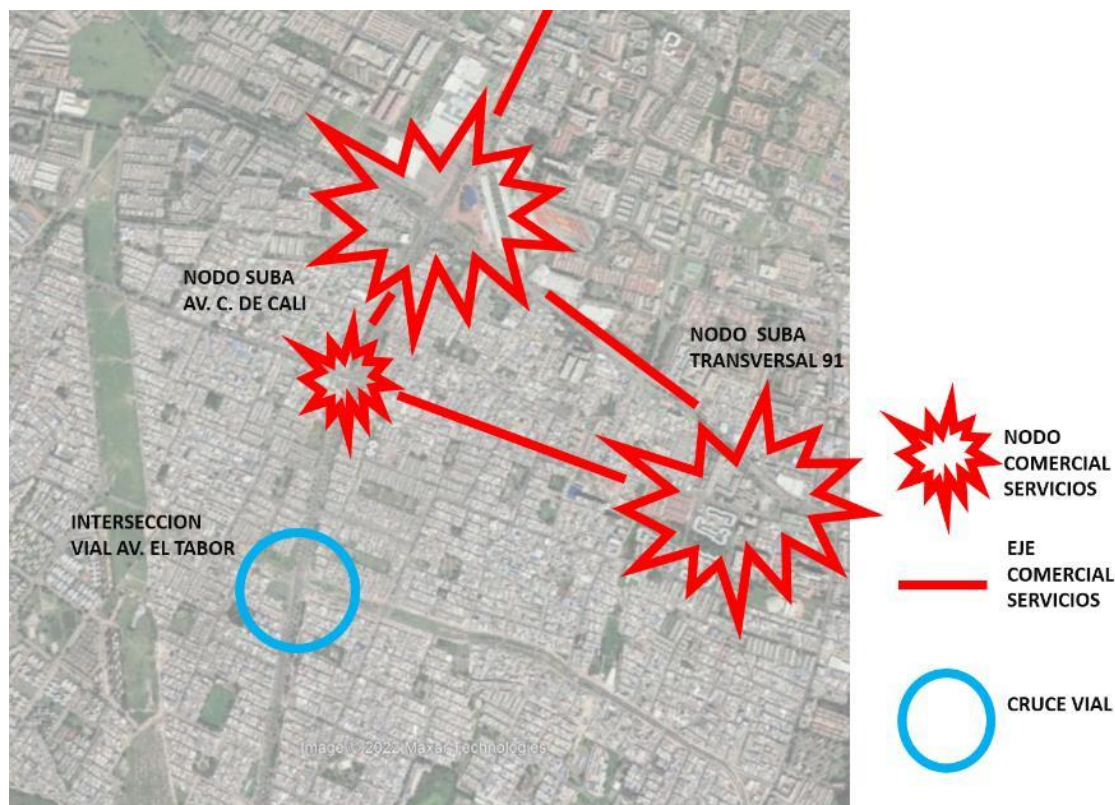 NODO SUBA
AV. C. DE CALI
NODO SUBA
TRANSVERSAL 91
INTERSECCION
VIAL AV. EL TABOR
NODO
COMERCIAL
SERVICIOS
EJE
COMERCIAL
SERVICIOS
CRUCE VIAL
Image © 2022 Maxar Technologies